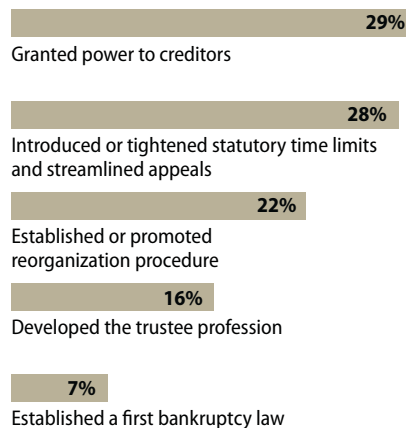 29%
Granted power to creditors
28%
Introduced or tightened statutory time limits
and streamlined appeals
22%
Established or promoted
reorganization procedure
16%
Developed the trustee profession
7%
Established a first bankruptcy law